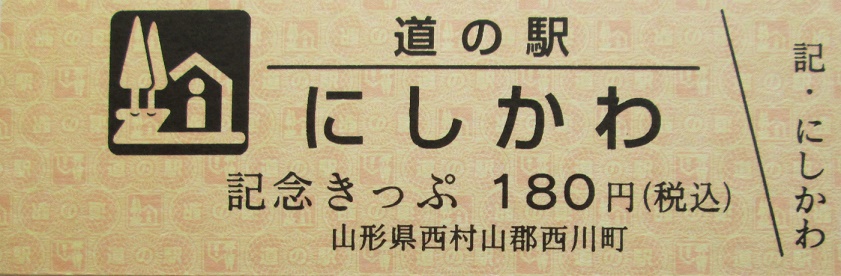 道の駅
にしかわ
記念きっぷ 180円(税込)
山形県西村山郡西川町
記・にしかわ